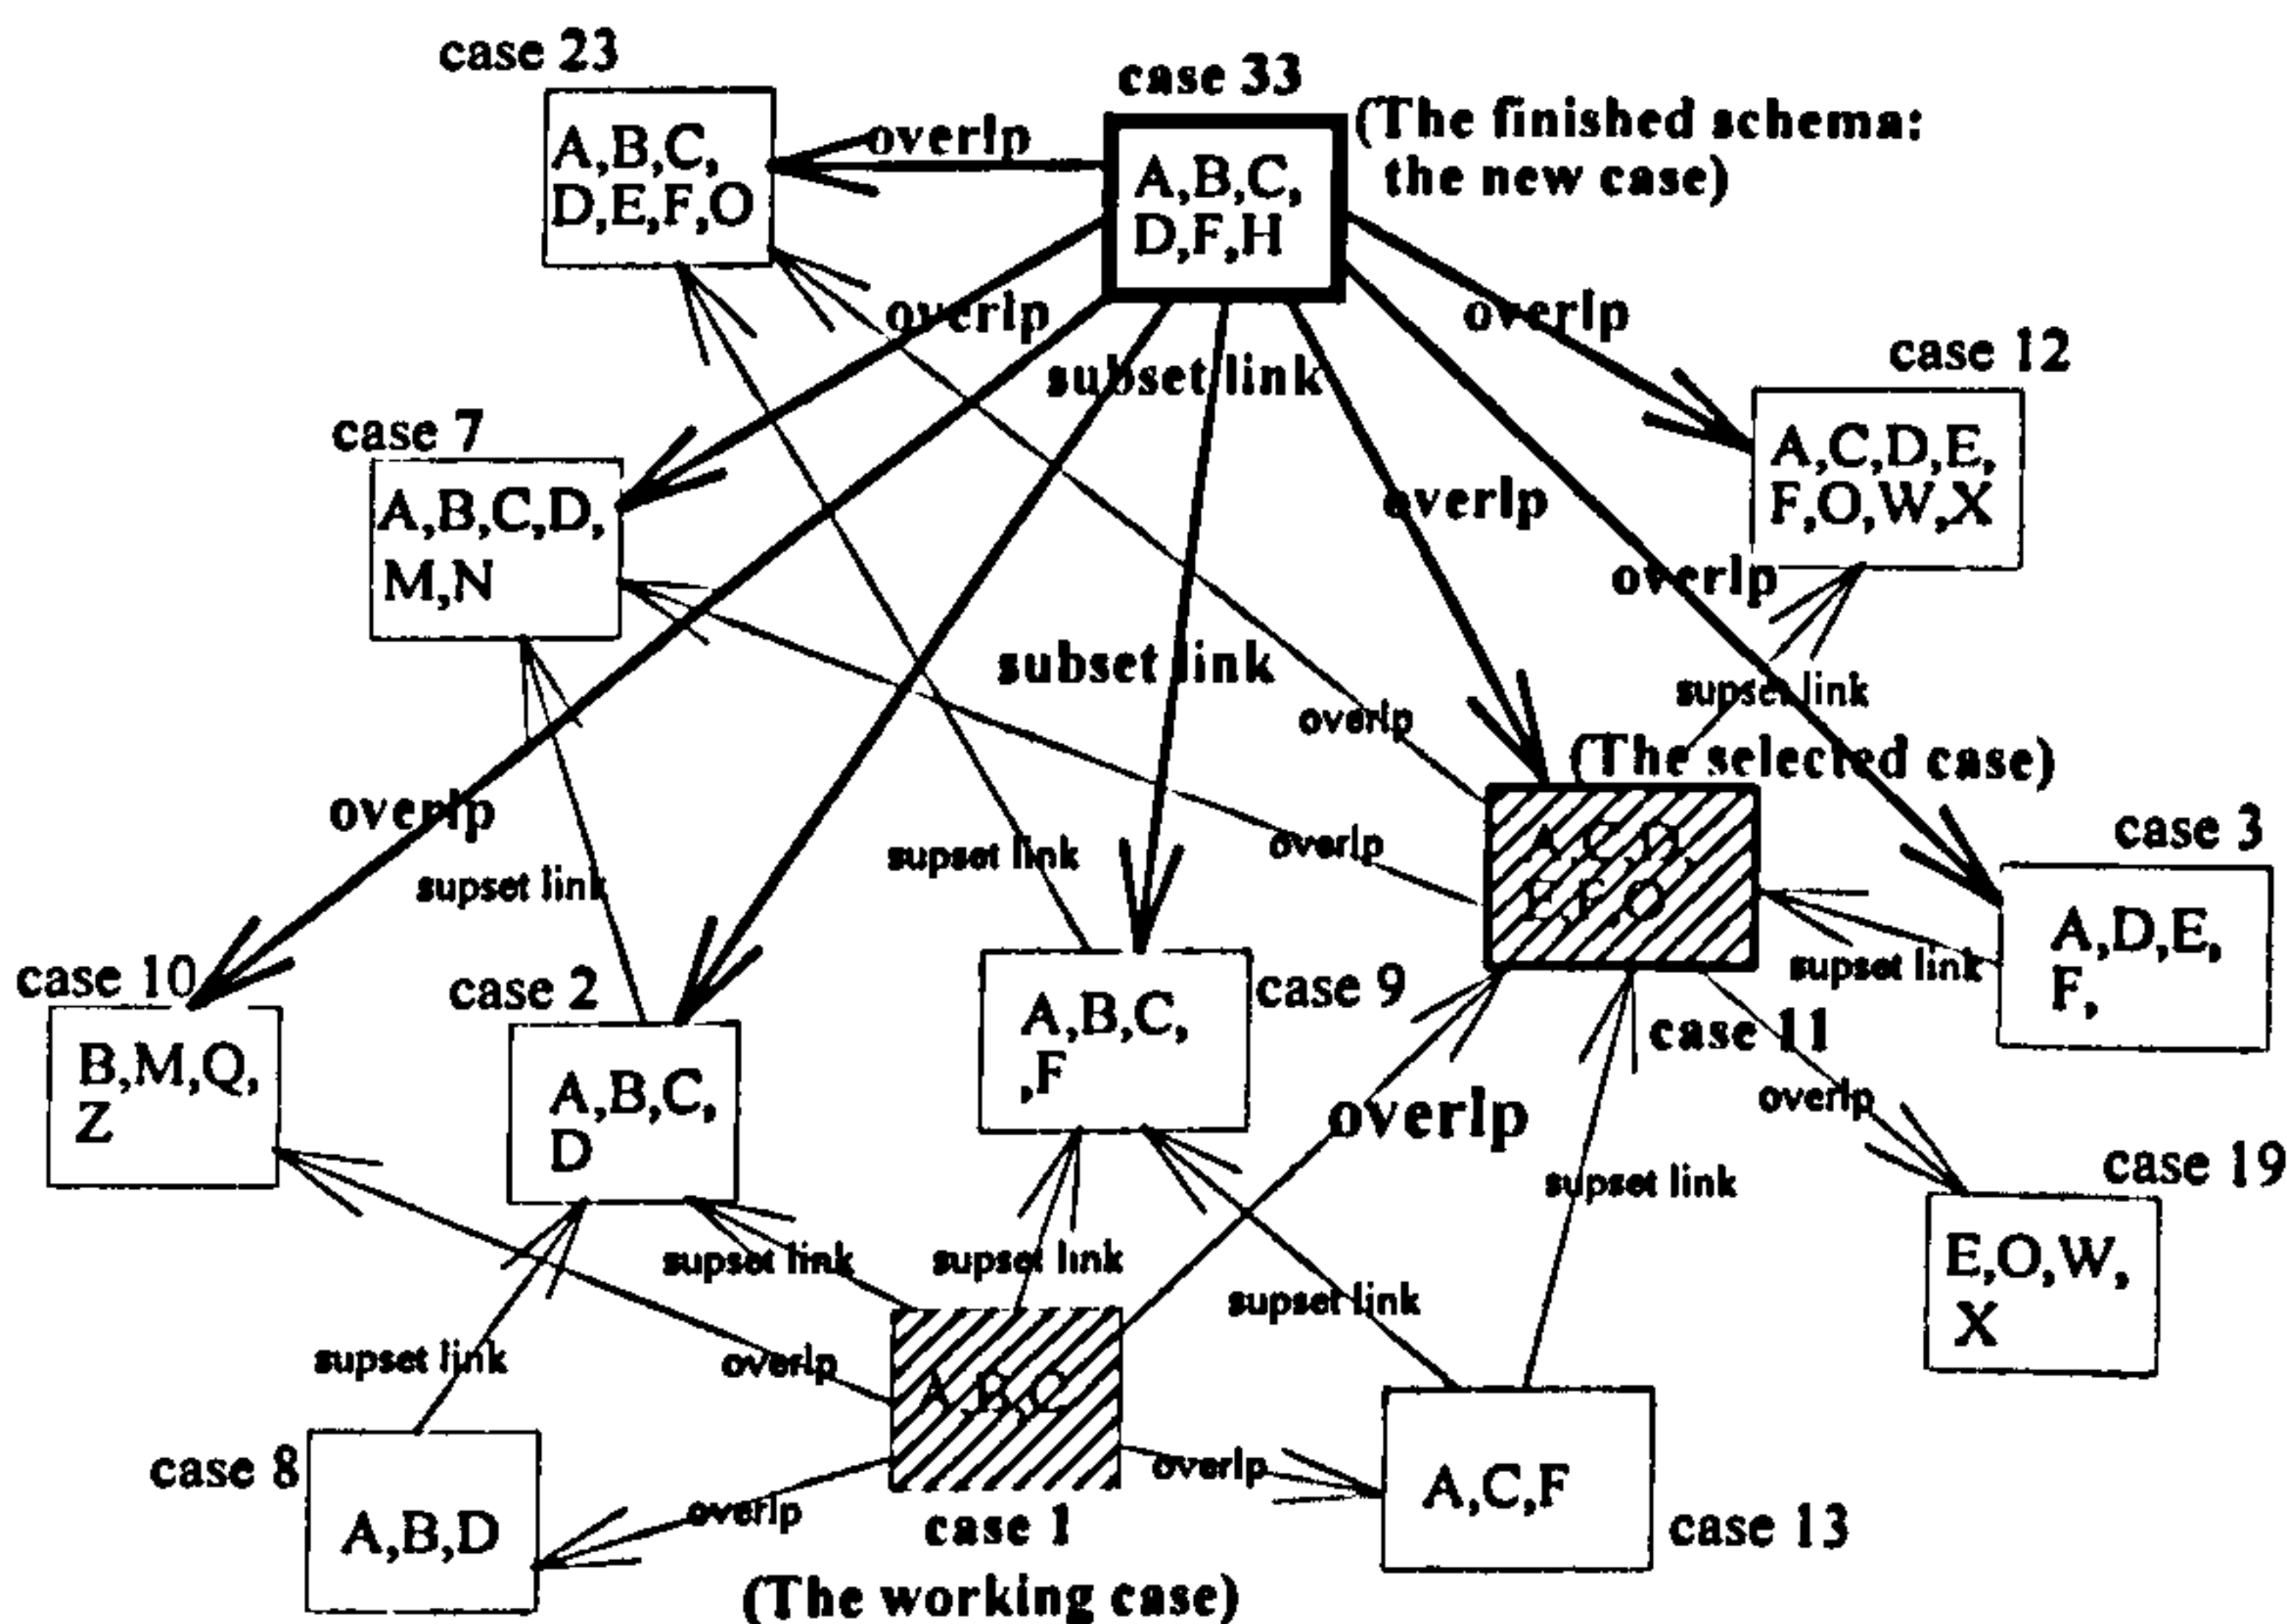 case 23
case 33
(The finished schema:
the new case)
A,B,C,
D,E,F,O
overlp
A,B,C,
D,F,H
overlp
overlp
subset link
case 12
case 7
A,C,D,E,
F,O,W,X
A,B,C,D,
M,N
overlp
overlp
subset link
supset link
overlp
(The selected case)
overlp
overlp
supset link
supset link
A,C,D,
E,F,O
case 3
A,D,E,
F,
supset link
case 10
case 2
case 9
case 11
B,M,Q,
Z
A,B,C,
D
A,B,C,
,F
overlp
overlp
case 19
E,O,W,
X
supset link
supset link
supset link
supset link
supset link
overlp
A,B,C
case 8
A,B,D
overlp
overlp
A,C,F
case 13
case 1
(The working case)